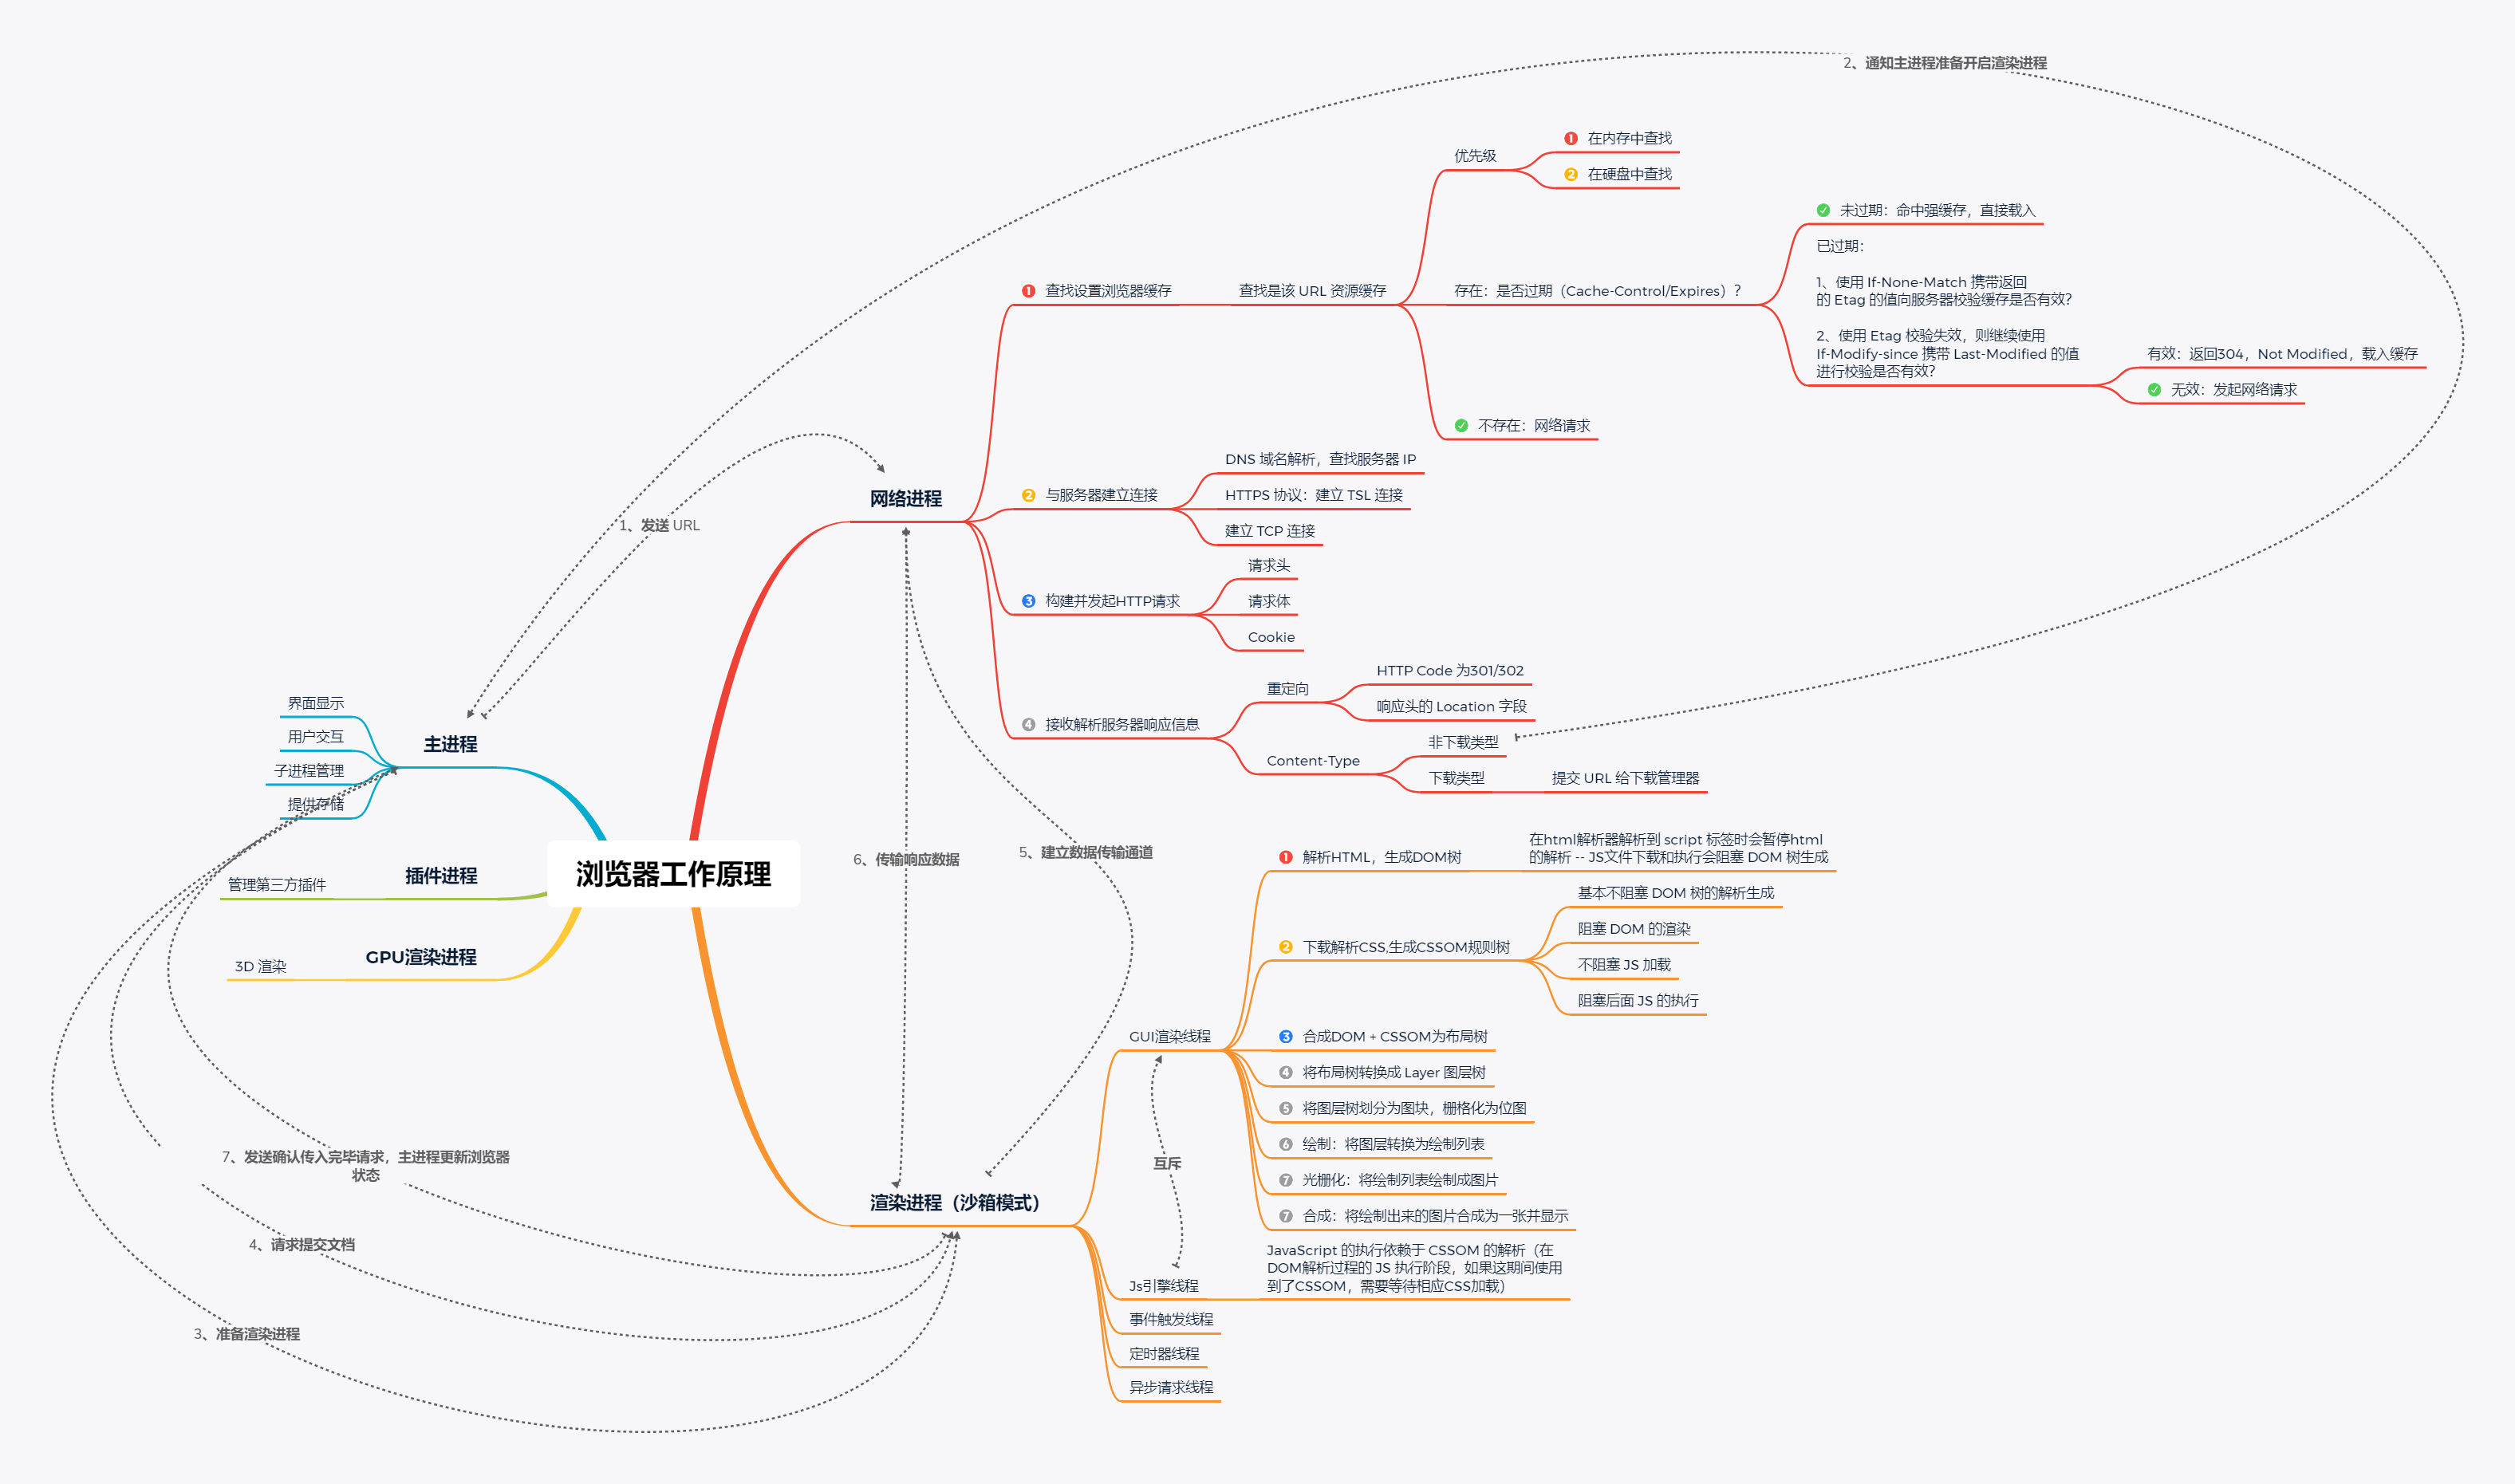 2、通知主进程准备开启渲染进程
优先级
❶ 在内存中查找
❷ 在硬盘中查找
❶ 查找设置浏览器缓存
查找是该 URL 资源缓存
存在：是否过期（Cache-Control/Expires）？
未过期：命中强缓存，直接载入
已过期：
1、使用 If-None-Match 携带返回
的 Etag 的值向服务器校验缓存是否有效？
2、使用 Etag 校验失效，则继续使用
If-Modify-since 携带 Last-Modified 的值
进行校验是否有效？
有效：返回304，Not Modified，载入缓存
无效：发起网络请求
不存在：网络请求
网络进程
1、发送 URL
❷ 与服务器建立连接
DNS 域名解析，查找服务器 IP
HTTPS 协议：建立 TSL 连接
建立 TCP 连接
❸ 构建并发起HTTP请求
请求头
请求体
Cookie
❹ 接收解析服务器响应信息
重定向
HTTP Code 为301/302
响应头的 Location 字段
Content-Type
非下载类型
下载类型
提交 URL 给下载管理器
主进程
界面显示
用户交互
子进程管理
提供存储
插件进程
管理第三方插件
GPU渲染进程
3D 渲染
浏览器工作原理
6、传输响应数据
5、建立数据传输通道
渲染进程（沙箱模式）
GUI渲染线程
❶ 解析HTML，生成DOM树
在html解析器解析到 script 标签时会暂停html
的解析 -- JS文件下载和执行会阻塞 DOM 树生成
❷ 下载解析CSS,生成CSSOM规则树
基本不阻塞 DOM 树的解析生成
阻塞 DOM 的渲染
不阻塞 JS 加载
阻塞后面 JS 的执行
❸ 合成DOM + CSSOM为布局树
❹ 将布局树转换成 Layer 图层树
❺ 将图层树划分为图块，栅格化为位图
❻ 绘制：将图层转换为绘制列表
❼ 光栅化：将绘制列表绘制成图片
❼ 合成：将绘制出来的图片合成为一张并显示
互斥
Js引擎线程
JavaScript 的执行依赖于 CSSOM 的解析（在
DOM解析过程的 JS 执行阶段，如果这期间使用
到了CSSOM，需要等待相应CSS加载）
事件触发线程
定时器线程
异步请求线程
7、发送确认传入完毕请求，主进程更新浏览器
状态
4、请求提交文档
3、准备渲染进程